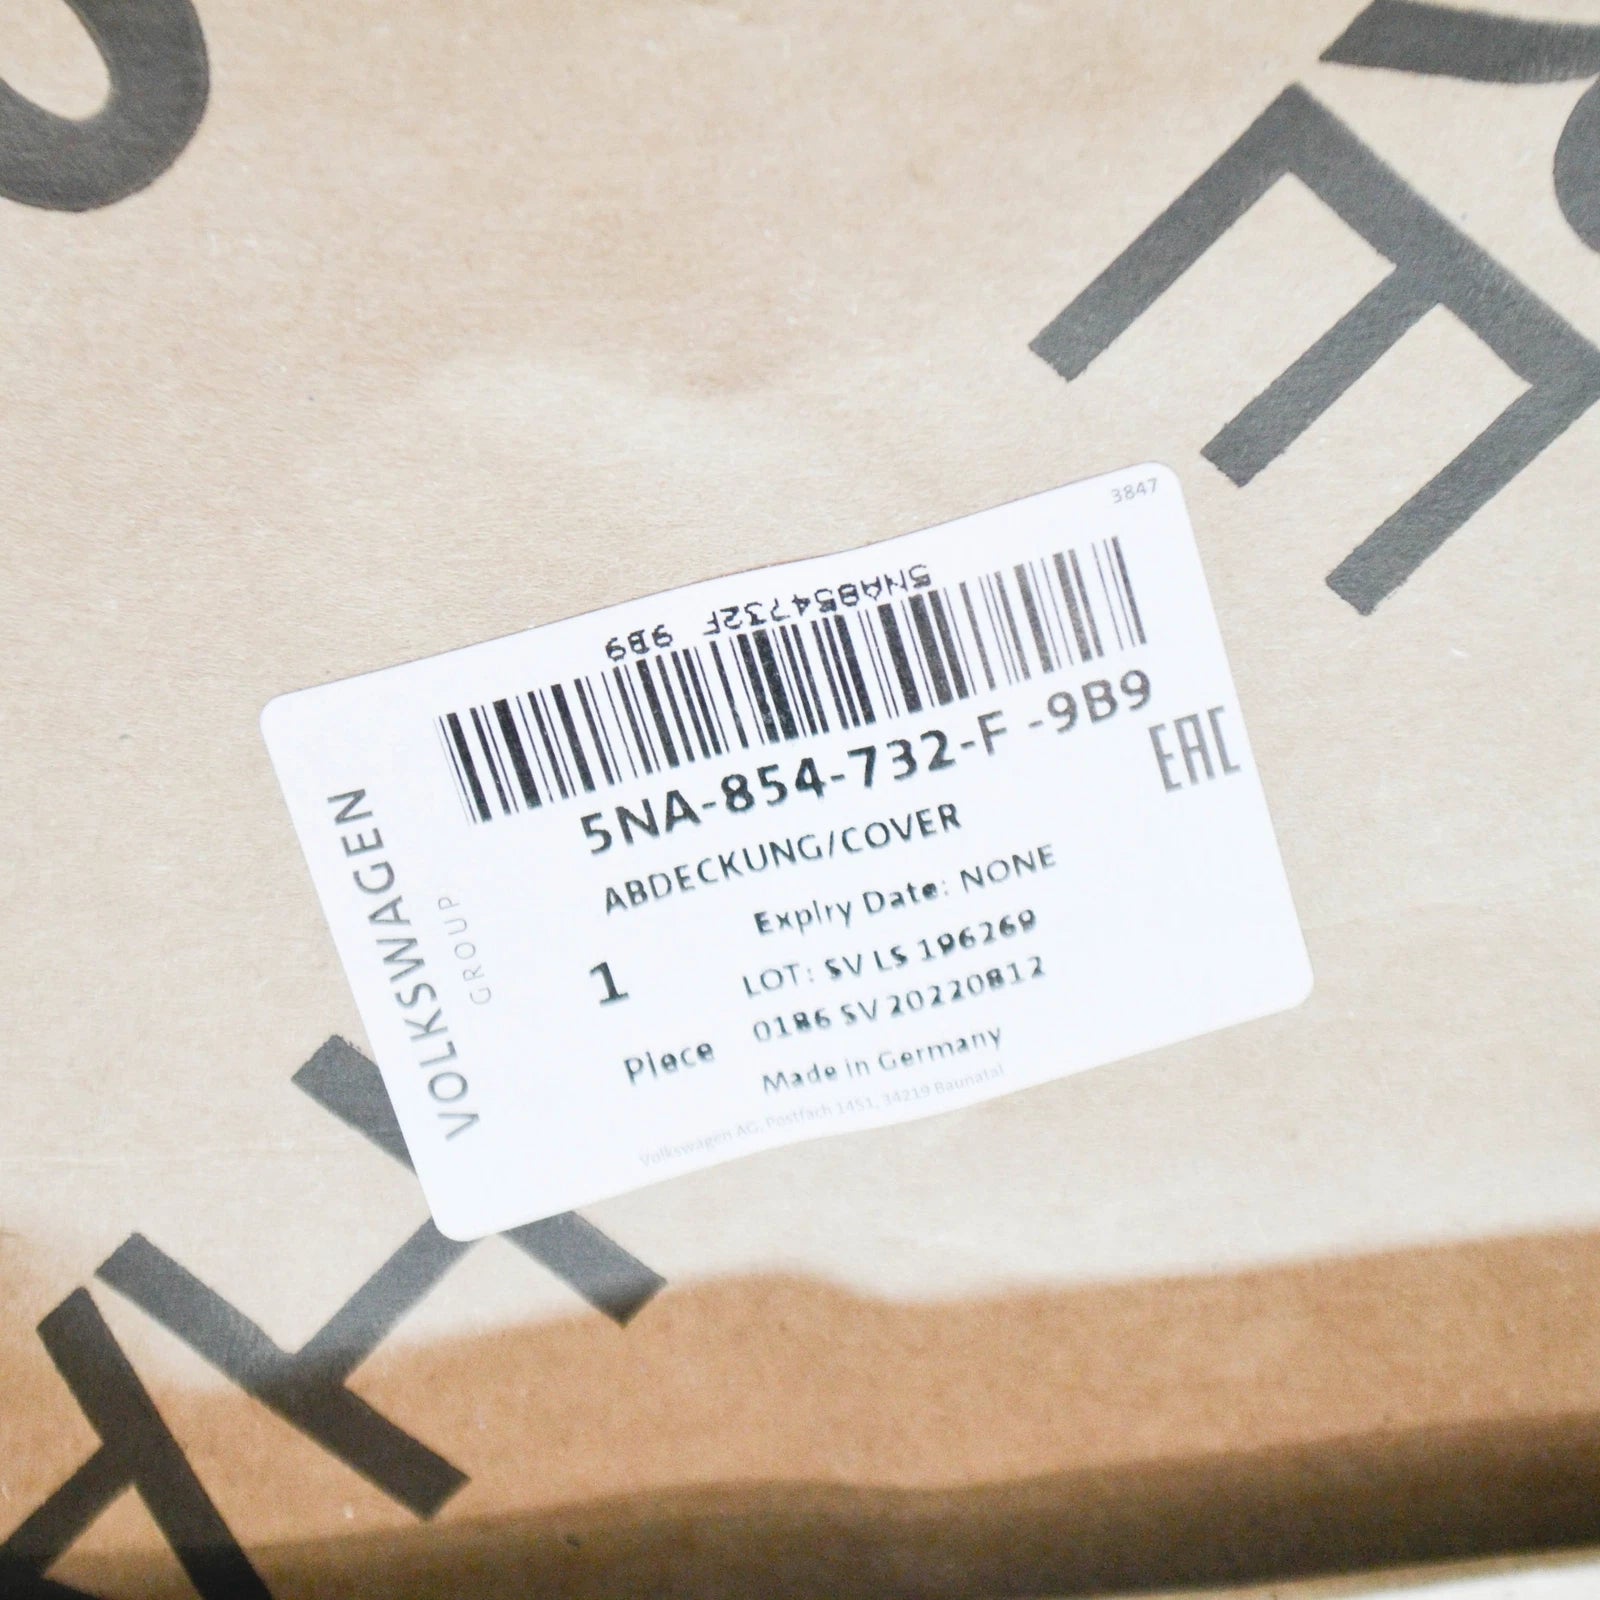 3847
5NA854732F 9B9
5NA-854-732-F -9B9
EAC
ABDECKUNG/COVER
Expiry Date: NONE
LOT: SV LS 196269
1
0186 SV 20220812
Piece
Made in Germany
Volkswagen AG, Postfach 1451, 34219 Baunatal
VOLKSWAGEN
GROUP